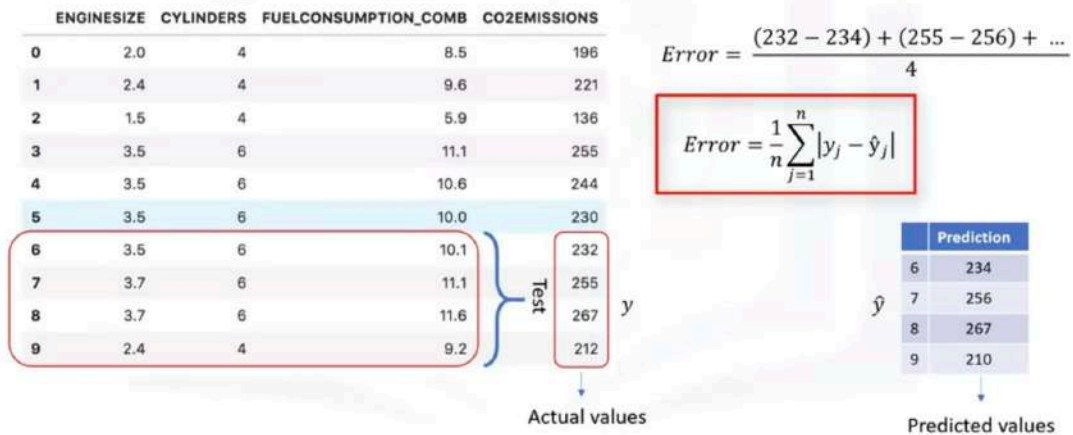 ENGINESIZE CYLINDERS FUELCONSUMPTION_COMB CO2EMISSIONS
0 2.0 4 8.5 196
1 2.4 4 9.6 221
2 1.5 4 5.9 136
3 3.5 6 11.1 255
4 3.5 6 10.6 244
5 3.5 6 10.0 230
6 3.5 6 10.1 232
7 3.7 6 11.1 255
8 3.7 6 11.6 267
9 2.4 4 9.2 212
Test
y
Actual values
Error = \frac{(232 − 234) + (255 − 256) + ...}{4}
Error = \frac{1}{n} \sum_{j=1}^{n} |y_j − ŷ_j|
ŷ
Prediction
6 234
7 256
8 267
9 210
Predicted values